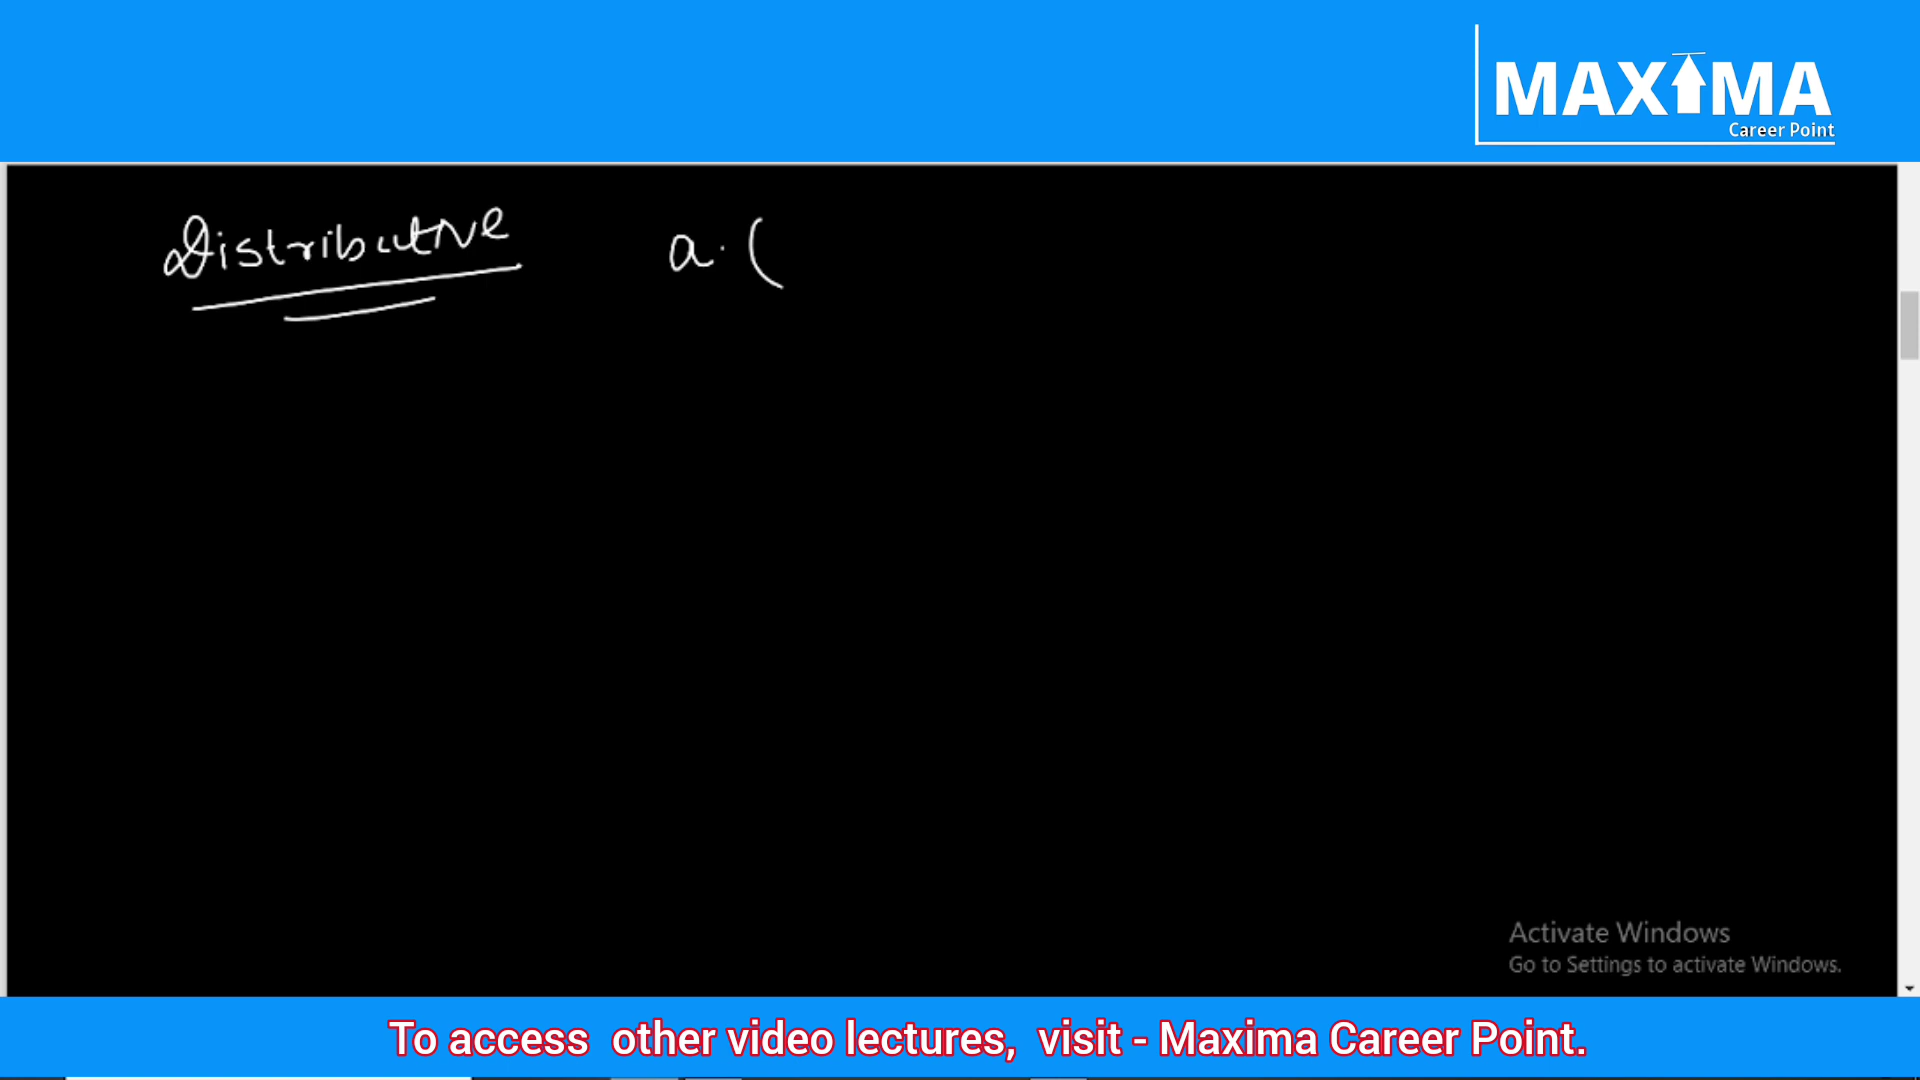 MAXIMA
Career Point
Distributive a. (
Activate Windows
Go to Settings to activate Windows.
To access other video lectures, visit - Maxima Career Point.